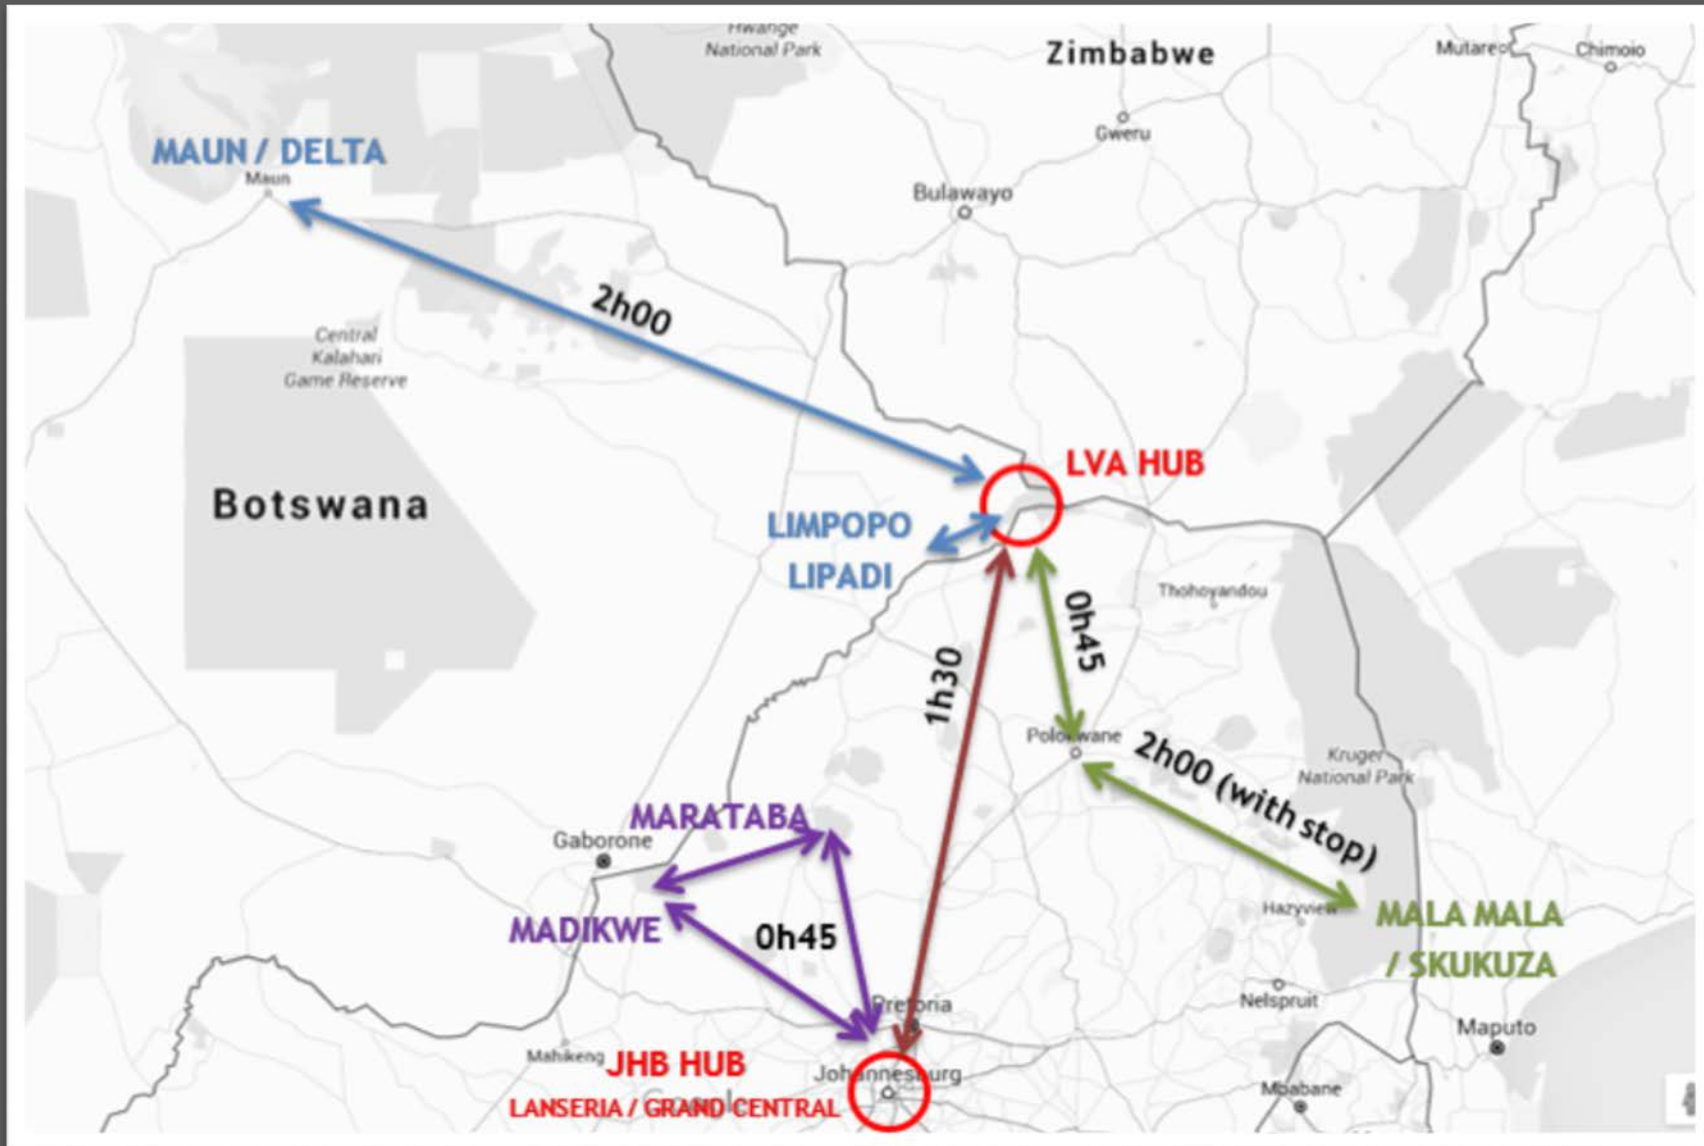 Hwange
National Park
Zimbabwe
Mutare
Chimoio
Gweru
MAUN / DELTA
Maun
Bulawayo
2h00
Central
Kalahari
Game Reserve
LVA HUB
Botswana
LIMPOPO
LIPADI
Thohoyandou
0h45
1h30
Polokwane
2h00 (with stop)
Kruger
National Park
MARATABA
Gaborone
MADIKWE
0h45
Hazyview
MALA MALA
/ SKUKUZA
Nelspruit
Pretoria
Maputo
Mahikeng
JHB HUB
Johannesburg
LANSERIA / GRAND CENTRAL
Mbabane